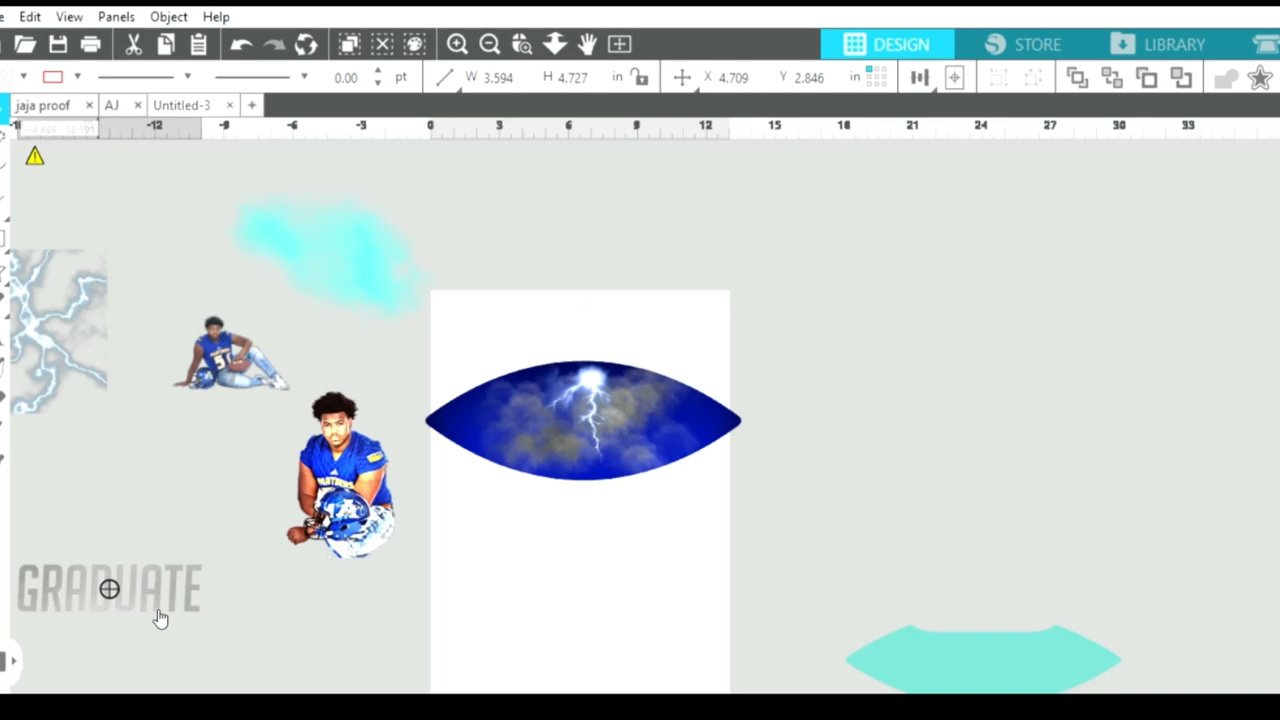 Edit View Panels Object Help
DESIGN STORE LIBRARY
0.00 pt W 3.594 H 4.727 in X 4.709 Y 2.846 in
jaja proof × AJ × Untitled-3 × +
-12 -9 -6 -3 0 3 6 9 12 15 18 21 24 27 30 33
PANTHERS
GRADUATE